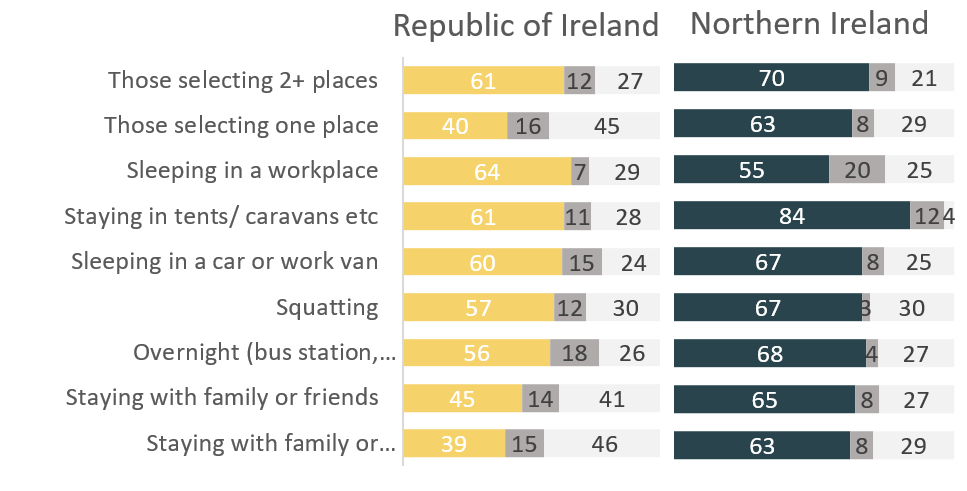 Republic of Ireland Northern Ireland
Those selecting 2+ places 61 12 27 70 9 21
Those selecting one place 40 16 45 63 8 29
Sleeping in a workplace 64 7 29 55 20 25
Staying in tents/ caravans etc 61 11 28 84 12 4
Sleeping in a car or work van 60 15 24 67 8 25
Squatting 57 12 30 67 3 30
Overnight (bus station,... 56 18 26 68 4 27
Staying with family or friends 45 14 41 65 8 27
Staying with family or... 39 15 46 63 8 29